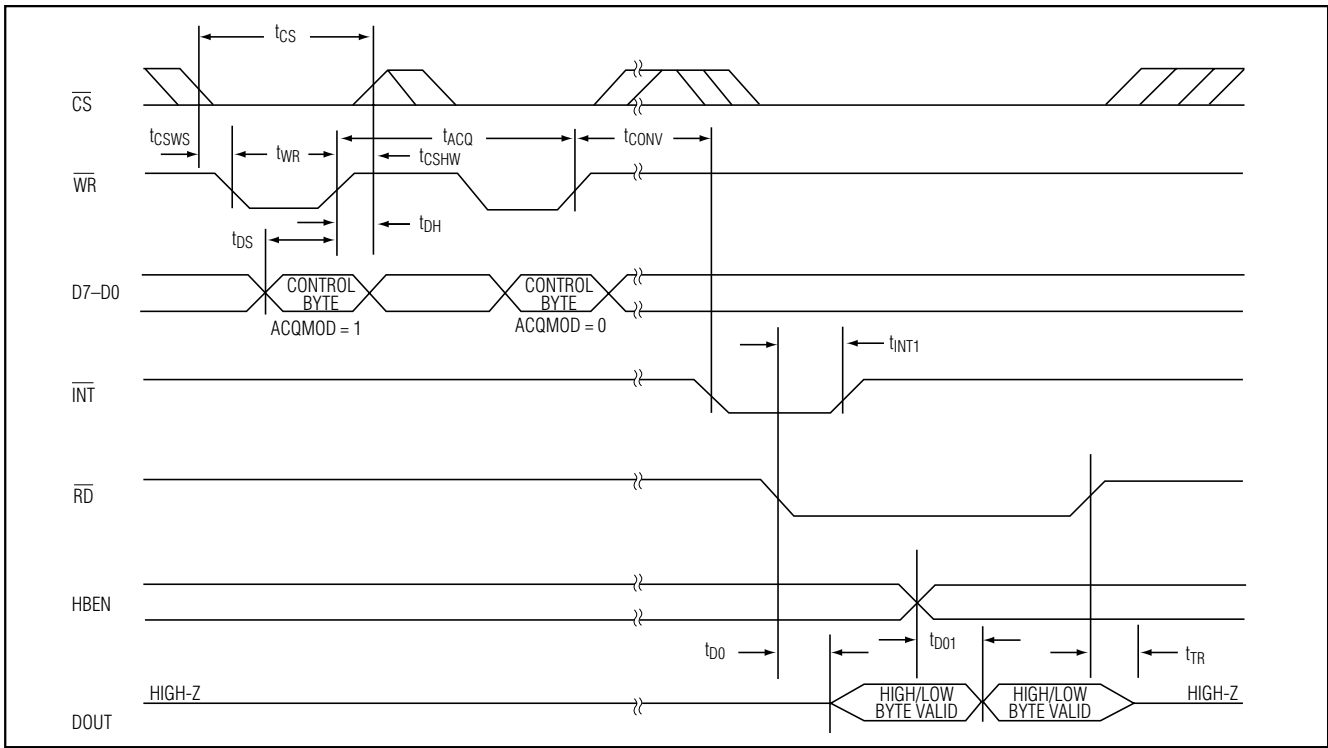 tCS
CS
tCSWS
tWR
tACQ
tCONV
tCSHW
WR
tDH
tDS
D7–D0
CONTROL
BYTE
CONTROL
BYTE
ACQMOD = 1
ACQMOD = 0
tINT1
INT
RD
HBEN
tD0
tD01
tTR
HIGH-Z
HIGH/LOW
BYTE VALID
HIGH/LOW
BYTE VALID
HIGH-Z
DOUT